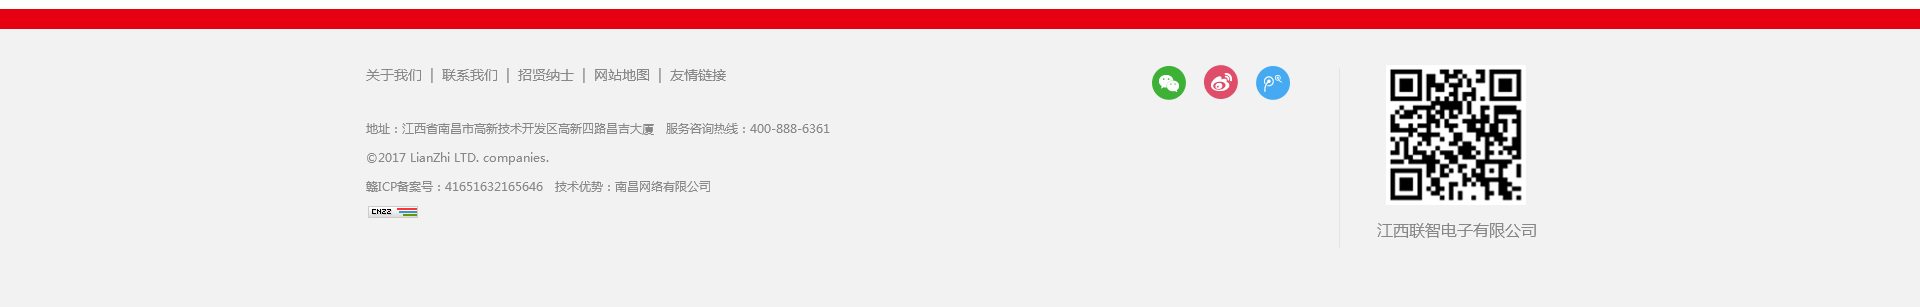 关于我们 | 联系我们 | 招贤纳士 | 网站地图 | 友情链接
地址：江西省南昌市高新技术开发区高新四路昌吉大厦 服务咨询热线：400-888-6361
©2017 LianZhi LTD. companies.
赣ICP备案号：41651632165646 技术优势：南昌网络有限公司
CNZZ
江西联智电子有限公司